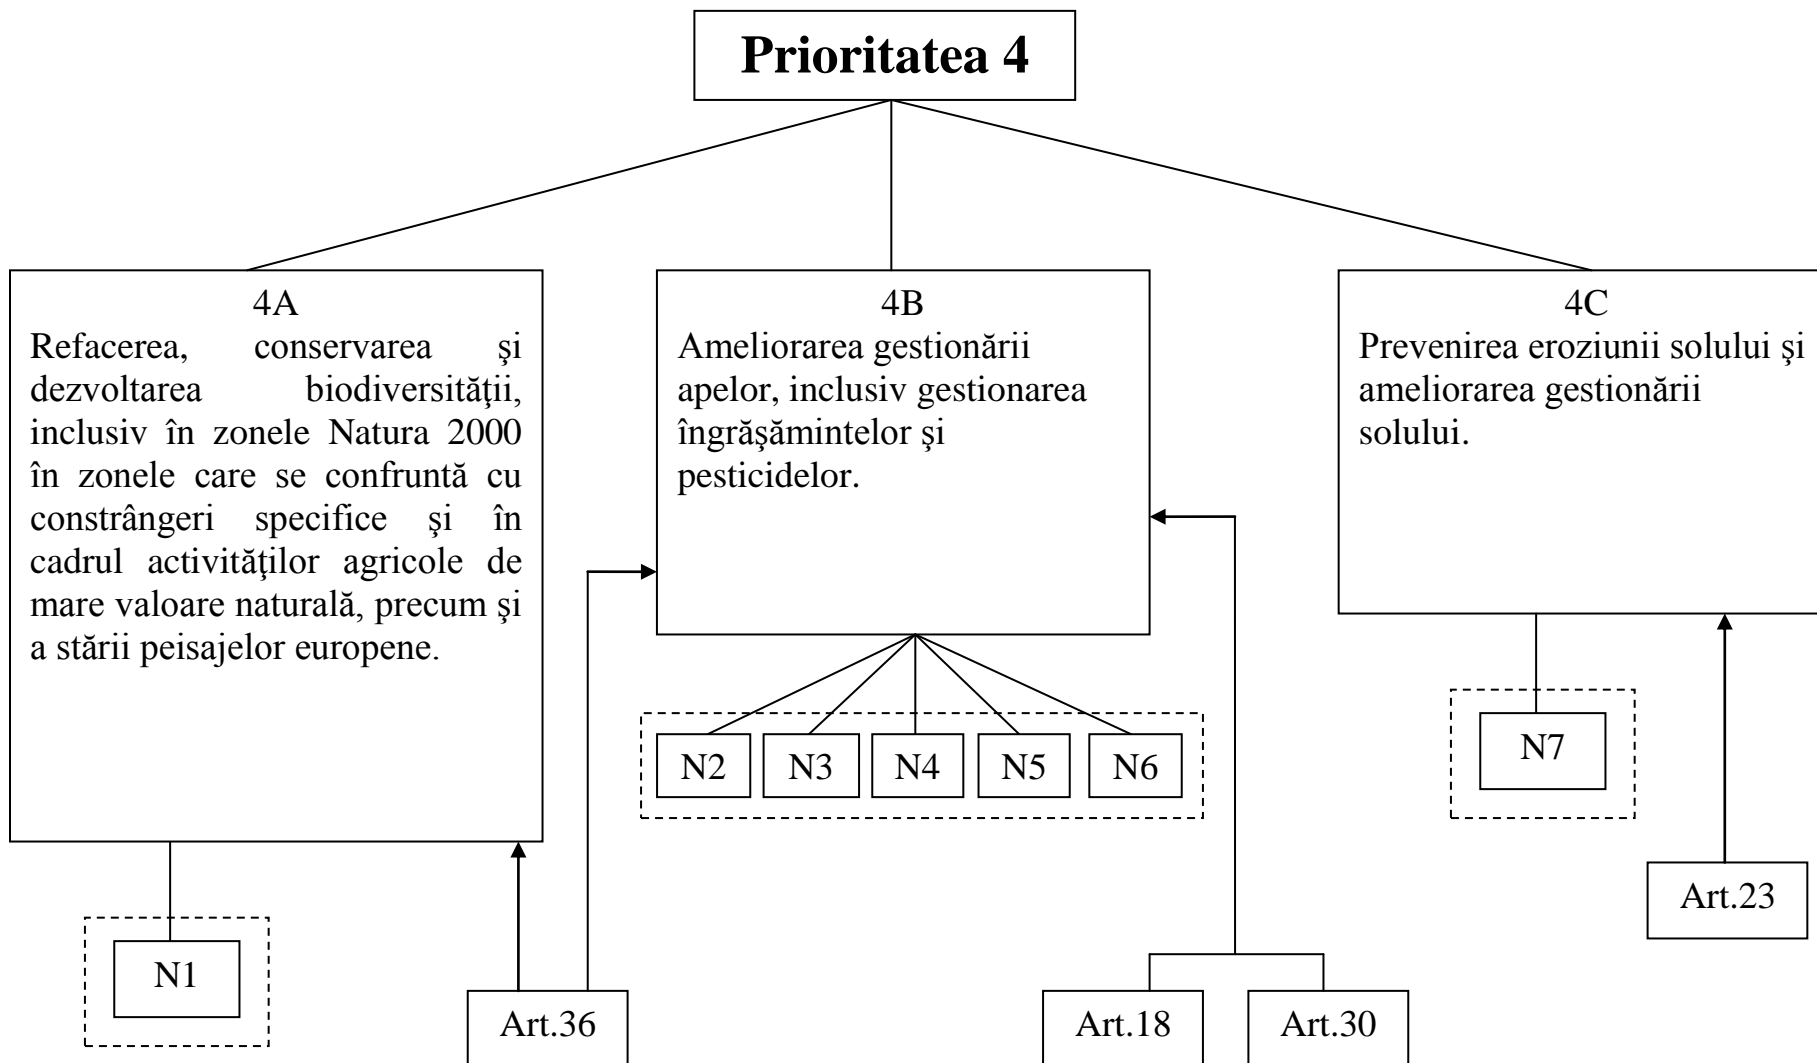 Prioritatea 4
4A
Refacerea, conservarea şi
dezvoltarea biodiversităţii,
inclusiv în zonele Natura 2000
în zonele care se confruntă cu
constrângeri specifice şi în
cadrul activităţilor agricole de
mare valoare naturală, precum şi
a stării peisajelor europene.
4B
Ameliorarea gestionării
apelor, inclusiv gestionarea
îngrăşămintelor şi
pesticidelor.
4C
Prevenirea eroziunii solului şi
ameliorarea gestionării
solului.
N2 N3 N4 N5 N6
N7
Art.23
N1
Art.36
Art.18
Art.30